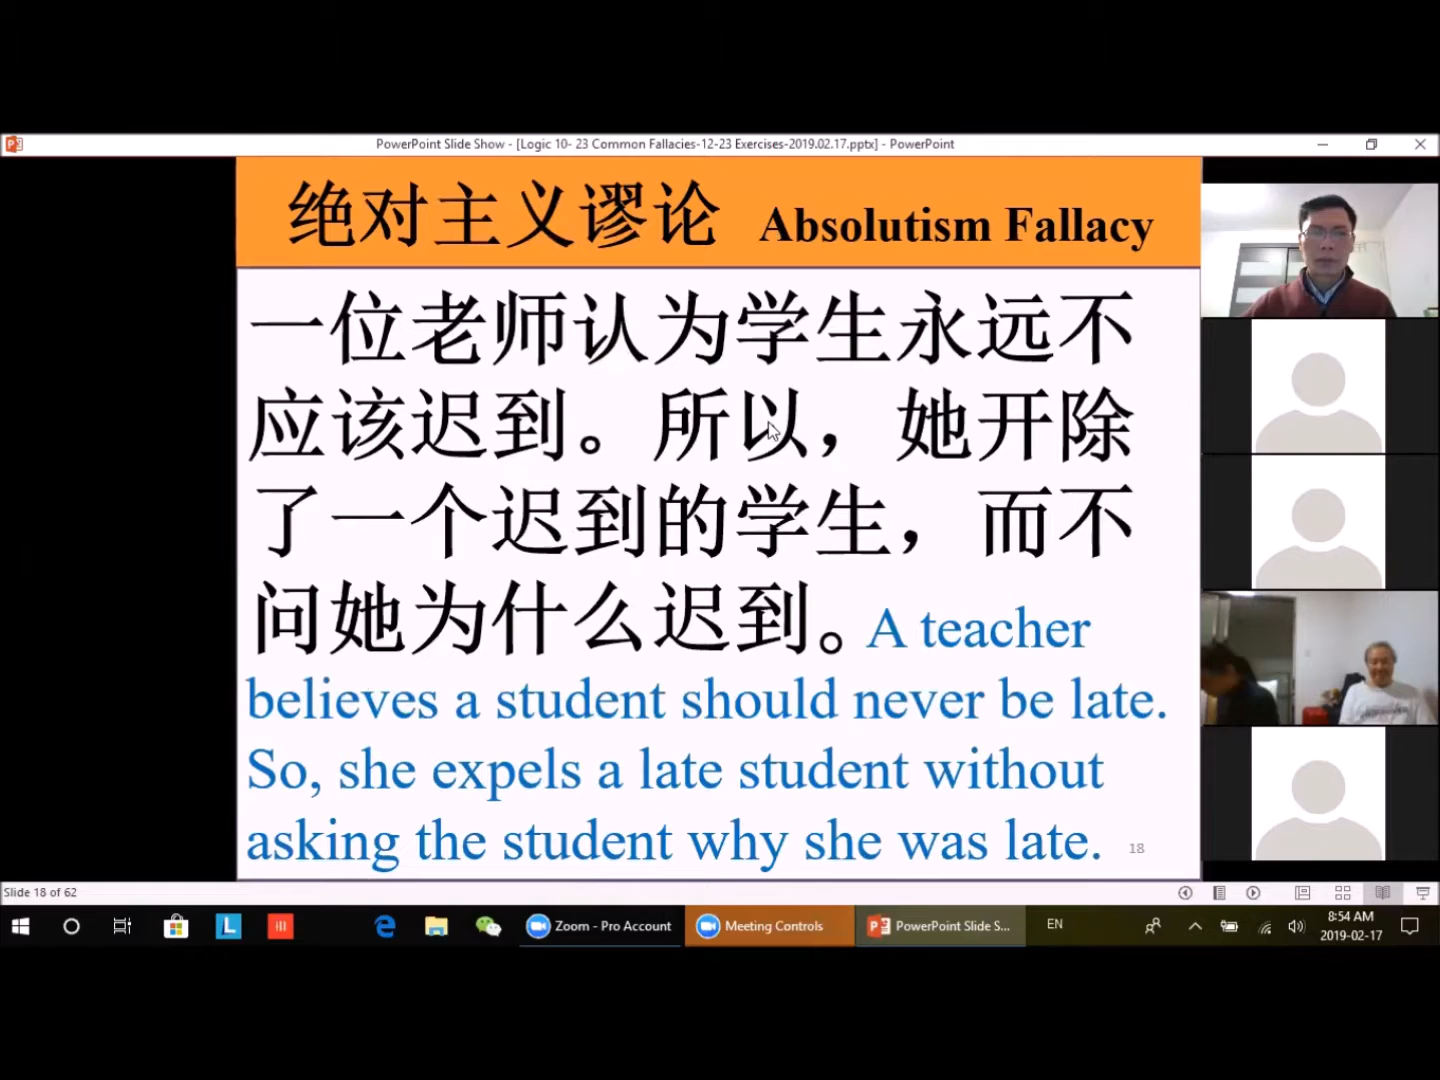 PowerPoint Slide Show - [Logic 10- 23 Common Fallacies-12-23 Exercises-2019.02.17.pptx] - PowerPoint
绝对主义谬论 Absolutism Fallacy
一位老师认为学生永远不
应该迟到。所以，她开除
了一个迟到的学生，而不
问她为什么迟到。A teacher
believes a student should never be late.
So, she expels a late student without
asking the student why she was late.
18
Slide 18 of 62
Zoom - Pro Account
Meeting Controls
PowerPoint Slide S...
EN
8:54 AM
2019-02-17